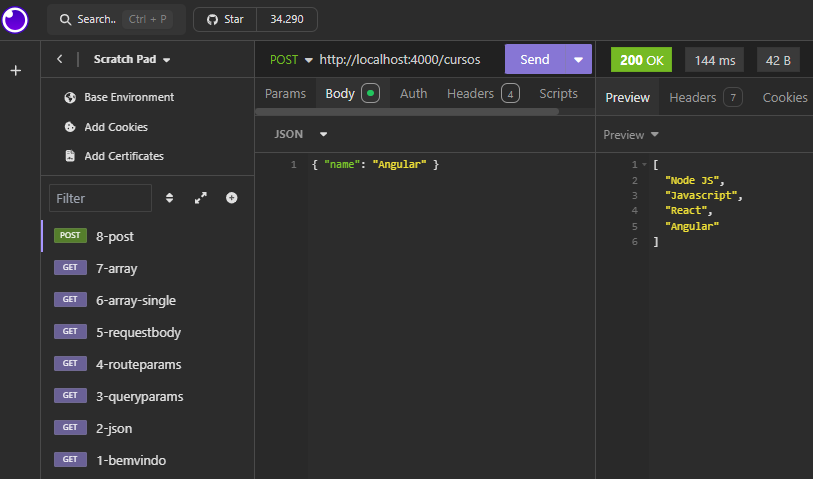 Search.. Ctrl + P Star 34.290
Scratch Pad
Base Environment
Add Cookies
Add Certificates
Filter
POST 8-post
GET 7-array
GET 6-array-single
GET 5-requestbody
GET 4-routeparams
GET 3-queryparams
GET 2-json
GET 1-bemvindo
POST http://localhost:4000/cursos Send
Params Body Auth Headers 4 Scripts
JSON
1 { "name": "Angular" }
200 OK 144 ms 42 B
Preview Headers 7 Cookies
Preview
1 [
2 "Node JS",
3 "Javascript",
4 "React",
5 "Angular"
6 ]